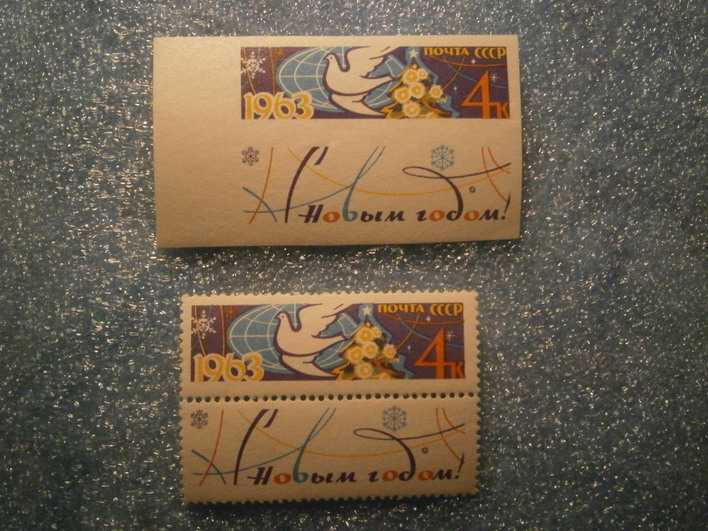 ПОЧТА СССР
1963 4К
С Новым годом!
ПОЧТА СССР
1963 4К
С Новым годом!